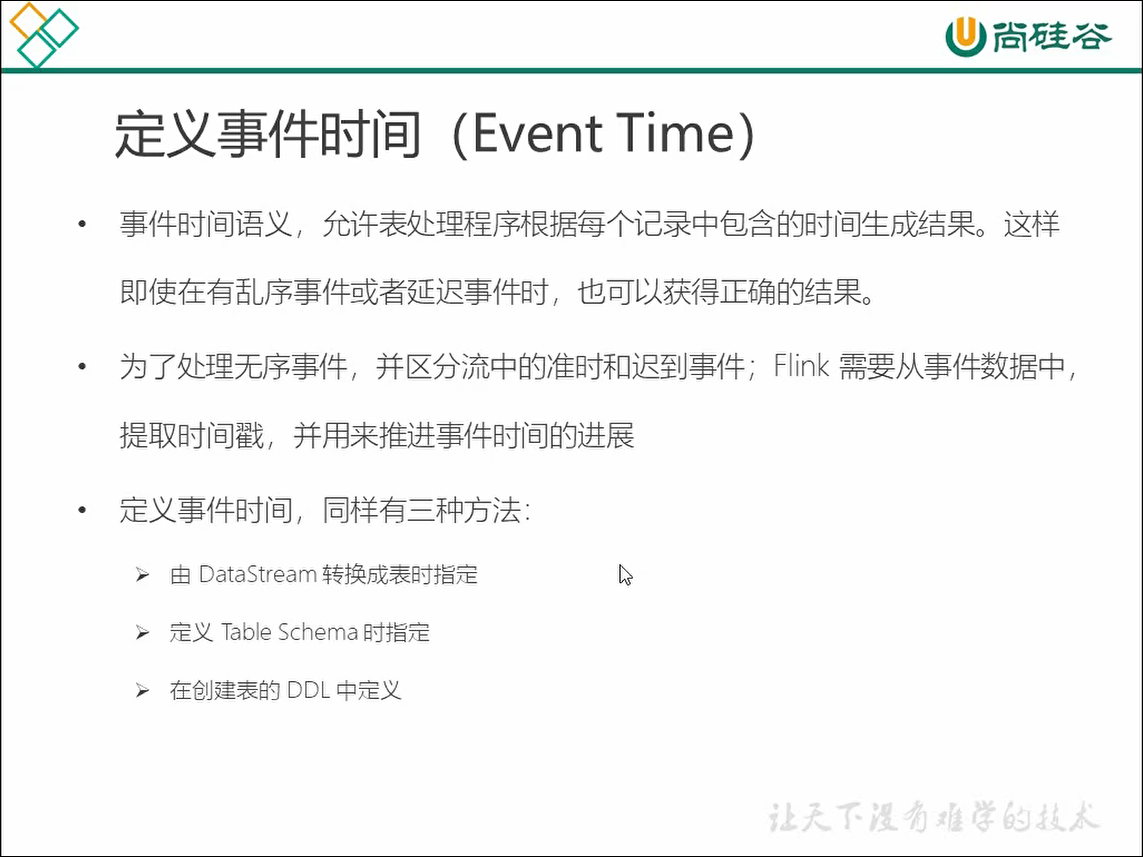 尚硅谷
定义事件时间（Event Time）
• 事件时间语义，允许表处理程序根据每个记录中包含的时间生成结果。这样
即使在有乱序事件或者延迟事件时，也可以获得正确的结果。
• 为了处理无序事件，并区分流中的准时和迟到事件；Flink 需要从事件数据中，
提取时间戳，并用来推进事件时间的进展
• 定义事件时间，同样有三种方法：
➢ 由 DataStream 转换成表时指定
➢ 定义 Table Schema 时指定
➢ 在创建表的 DDL 中定义
让天下没有难学的技术